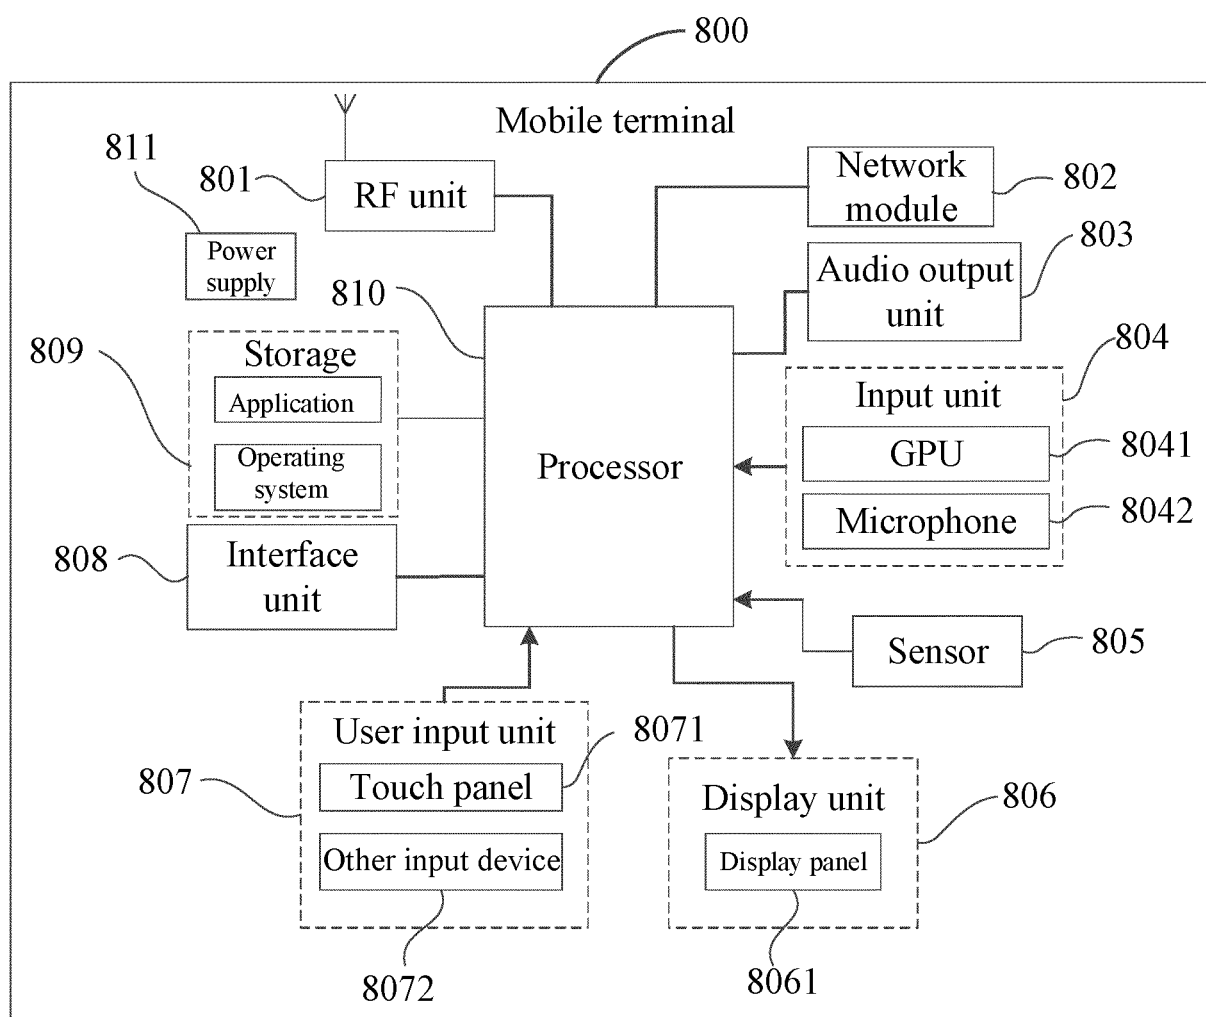 800
Mobile terminal
811
801
RF unit
Network
module
802
Power
supply
803
Audio output
unit
810
809
Storage
Application
Operating
system
804
Input unit
GPU
8041
Microphone
8042
Processor
808
Interface
unit
Sensor
805
User input unit
8071
807
Touch panel
Other input device
8072
Display unit
806
Display panel
8061